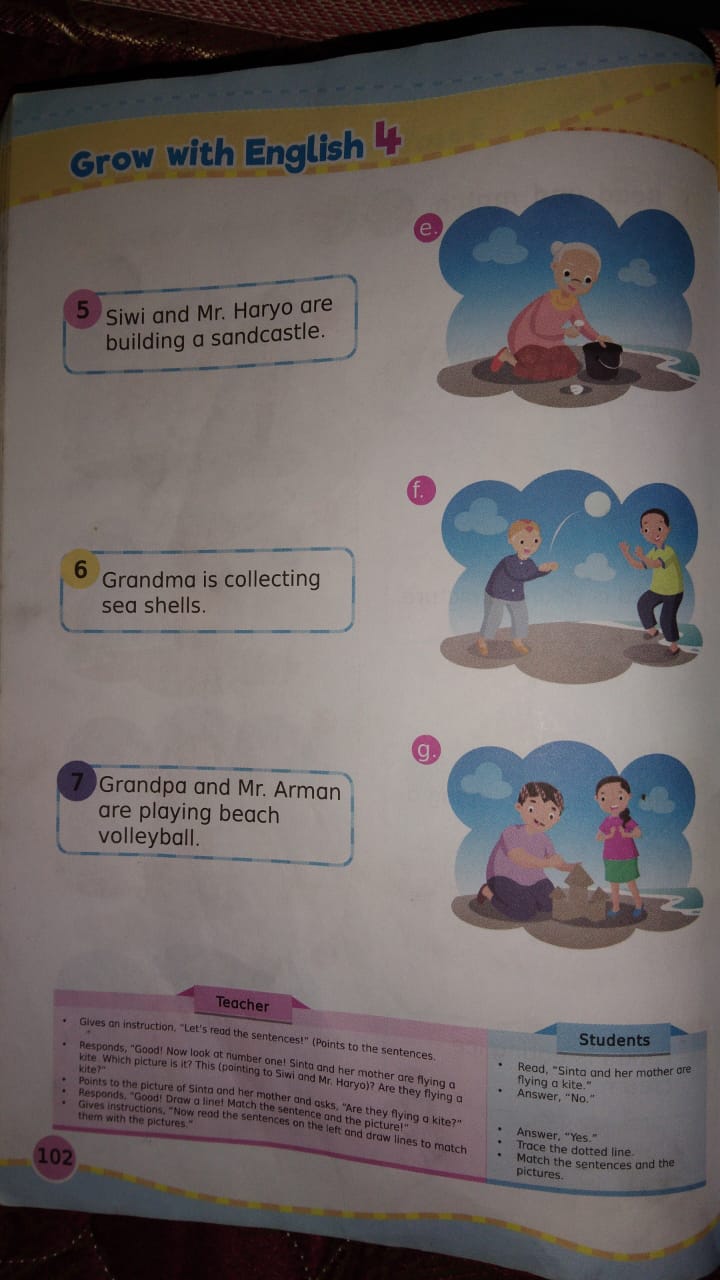 Grow with English 4
e.
5
Siwi and Mr. Haryo are
building a sandcastle.
f.
6
Grandma is collecting
sea shells.
g.
7
Grandpa and Mr. Arman
are playing beach
volleyball.
Teacher
• Gives an instruction, “Let’s read the sentences!” (Points to the sentences.
”
• Responds, “Good! Now look at number one! Sinta and her mother are flying a
kite. Which picture is it? This (pointing to Siwi and Mr. Haryo)? Are they flying a
kite?”
• Points to the picture of Sinta and her mother and asks, “Are they flying a kite?”
• Responds, “Good! Draw a line! Match the sentence and the picture!”
• Gives instructions, “Now read the sentences on the left and draw lines to match
them with the pictures.”
Students
• Read, “Sinta and her mother are
flying a kite.”
• Answer, “No.”
• Answer, “Yes.”
• Trace the dotted line.
• Match the sentences and the
pictures.
102